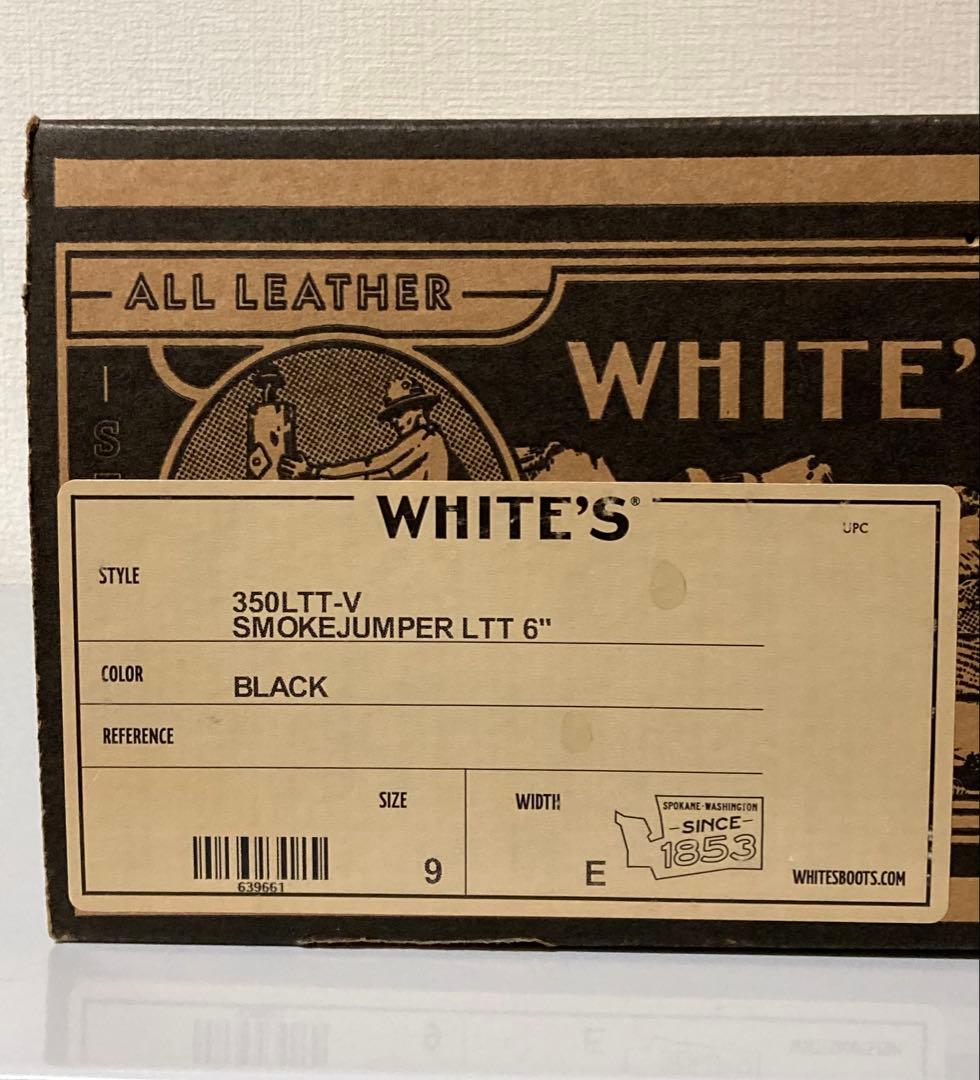 ALL LEATHER
WHITE'
WHITE'S®
UPC
STYLE
350LTT-V
SMOKEJUMPER LTT 6"
COLOR
BLACK
REFERENCE
SIZE
9
WIDTH
E
639661
SPOKANE-WASHINGTON
-SINCE-
1853
WHITESBOOTS.COM